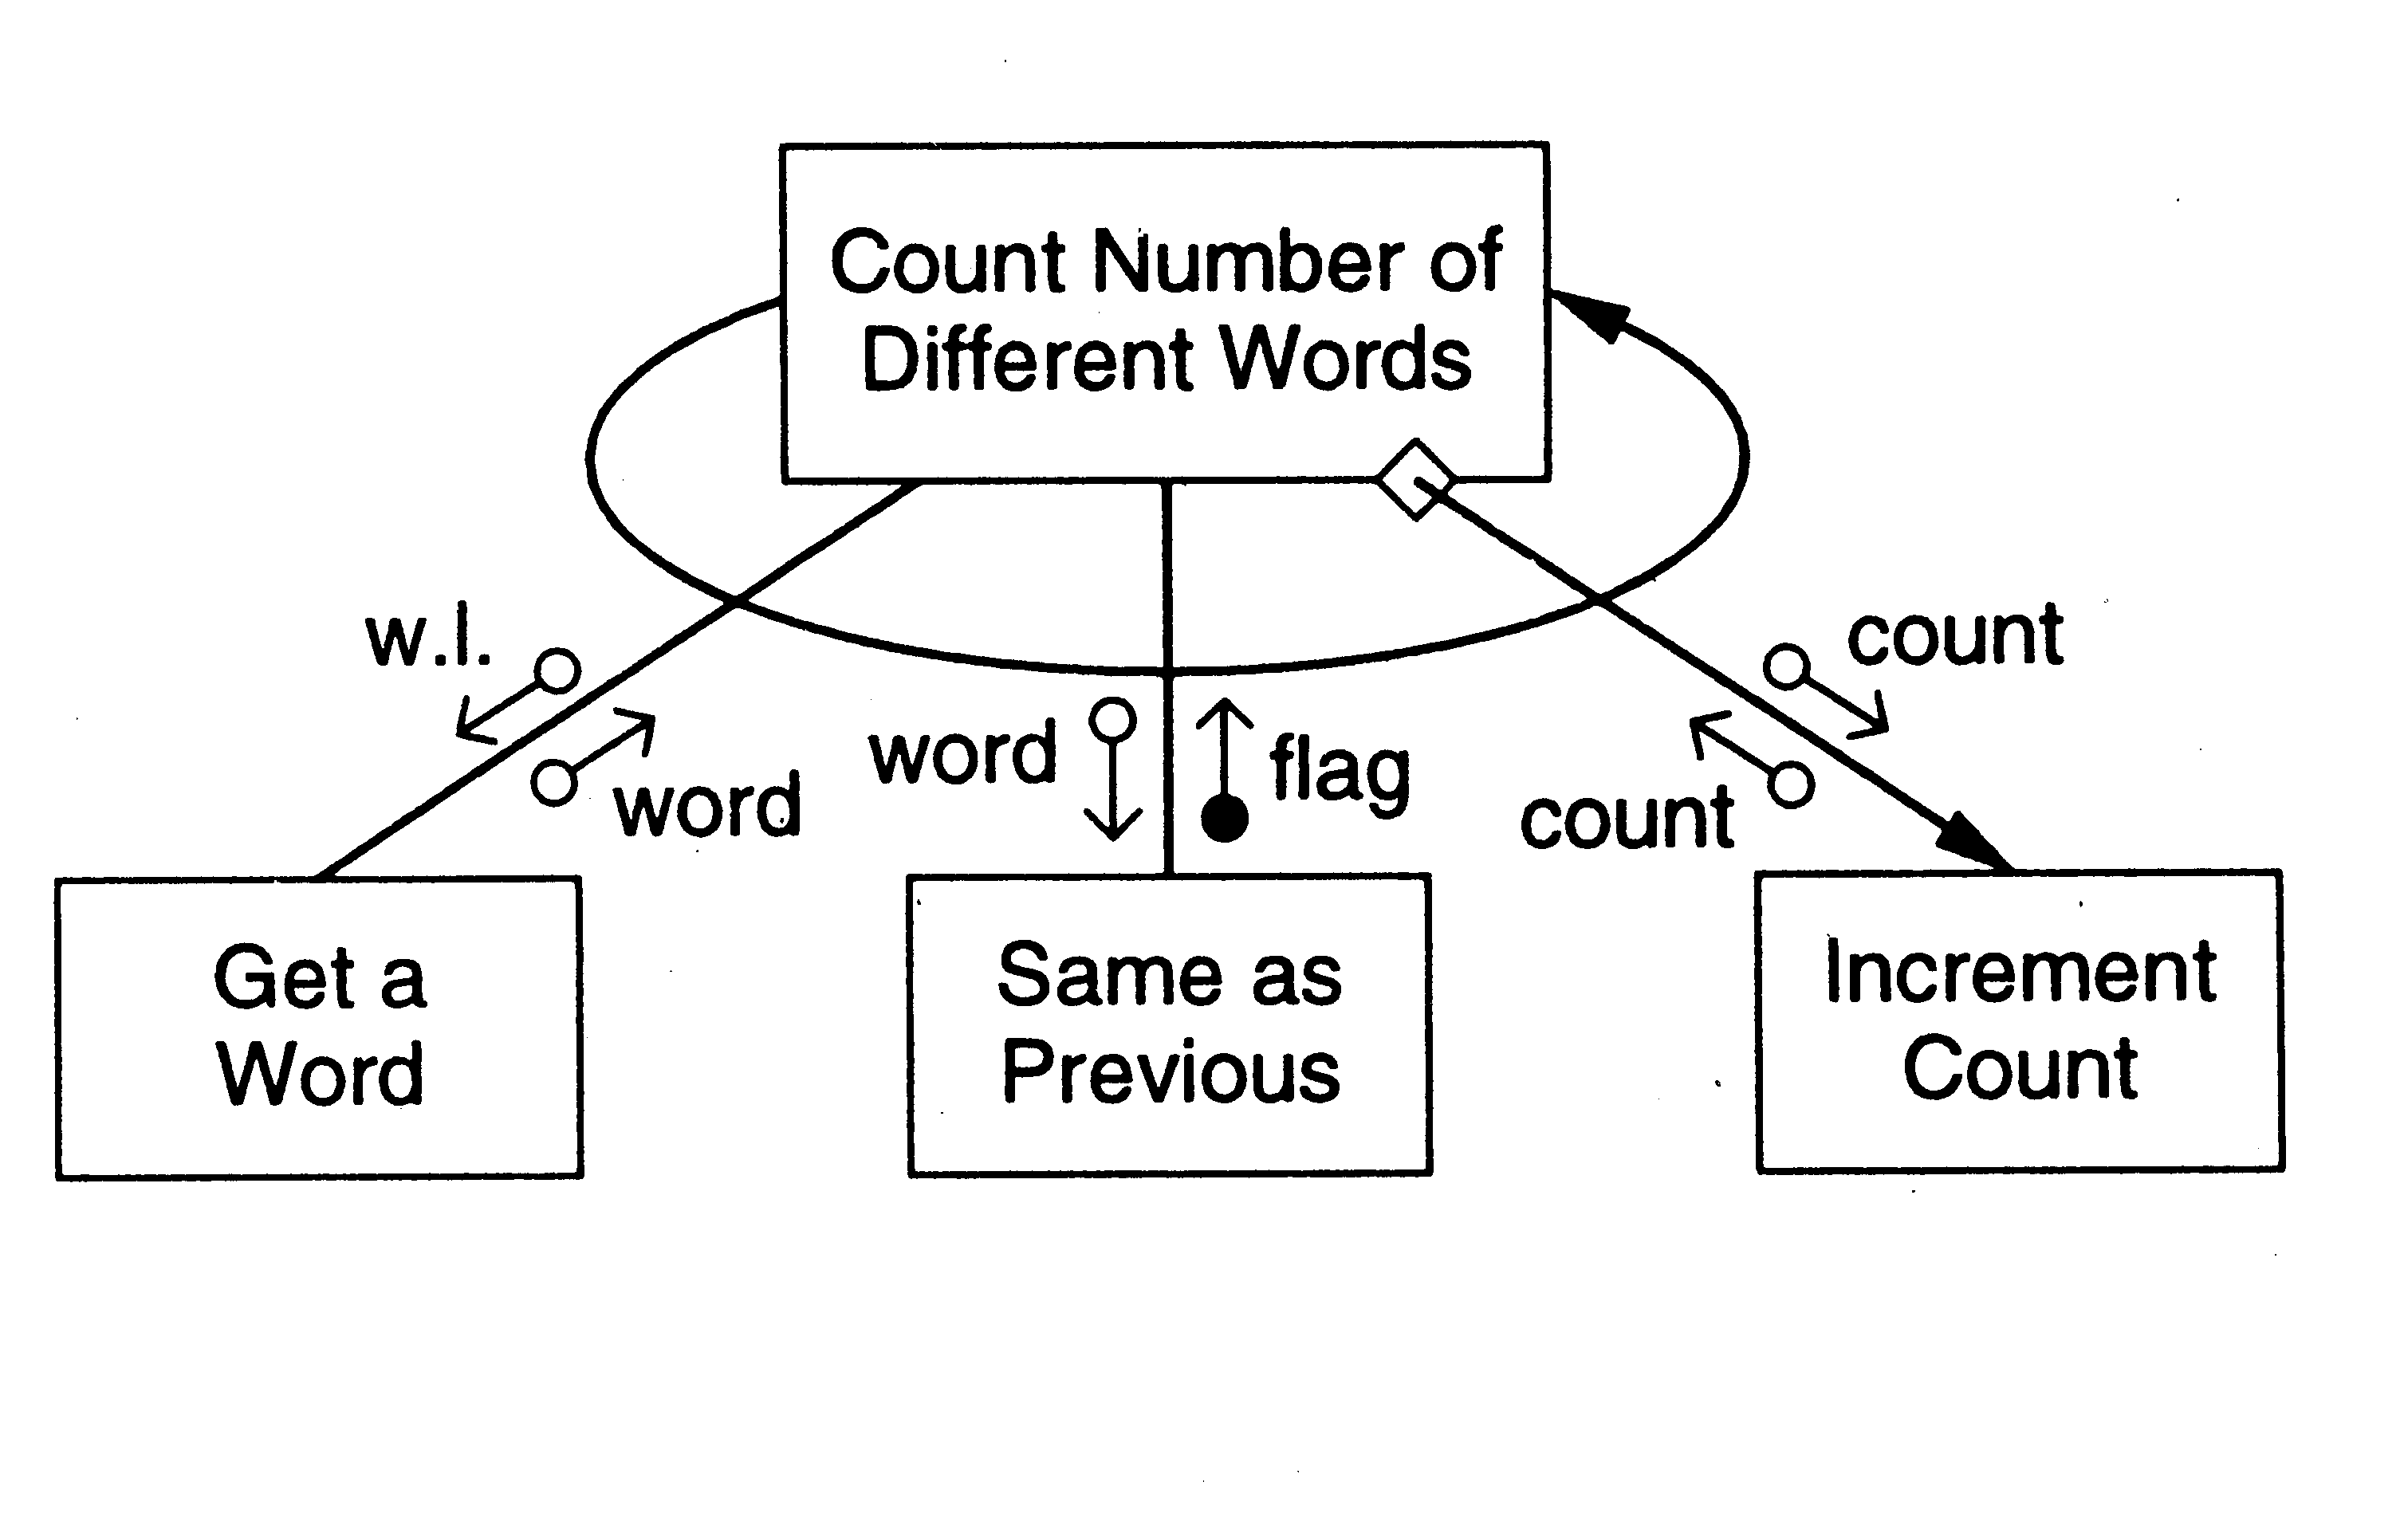 Count Number of
Different Words
w.l.
word
word
flag
count
count
Get a
Word
Same as
Previous
Increment
Count